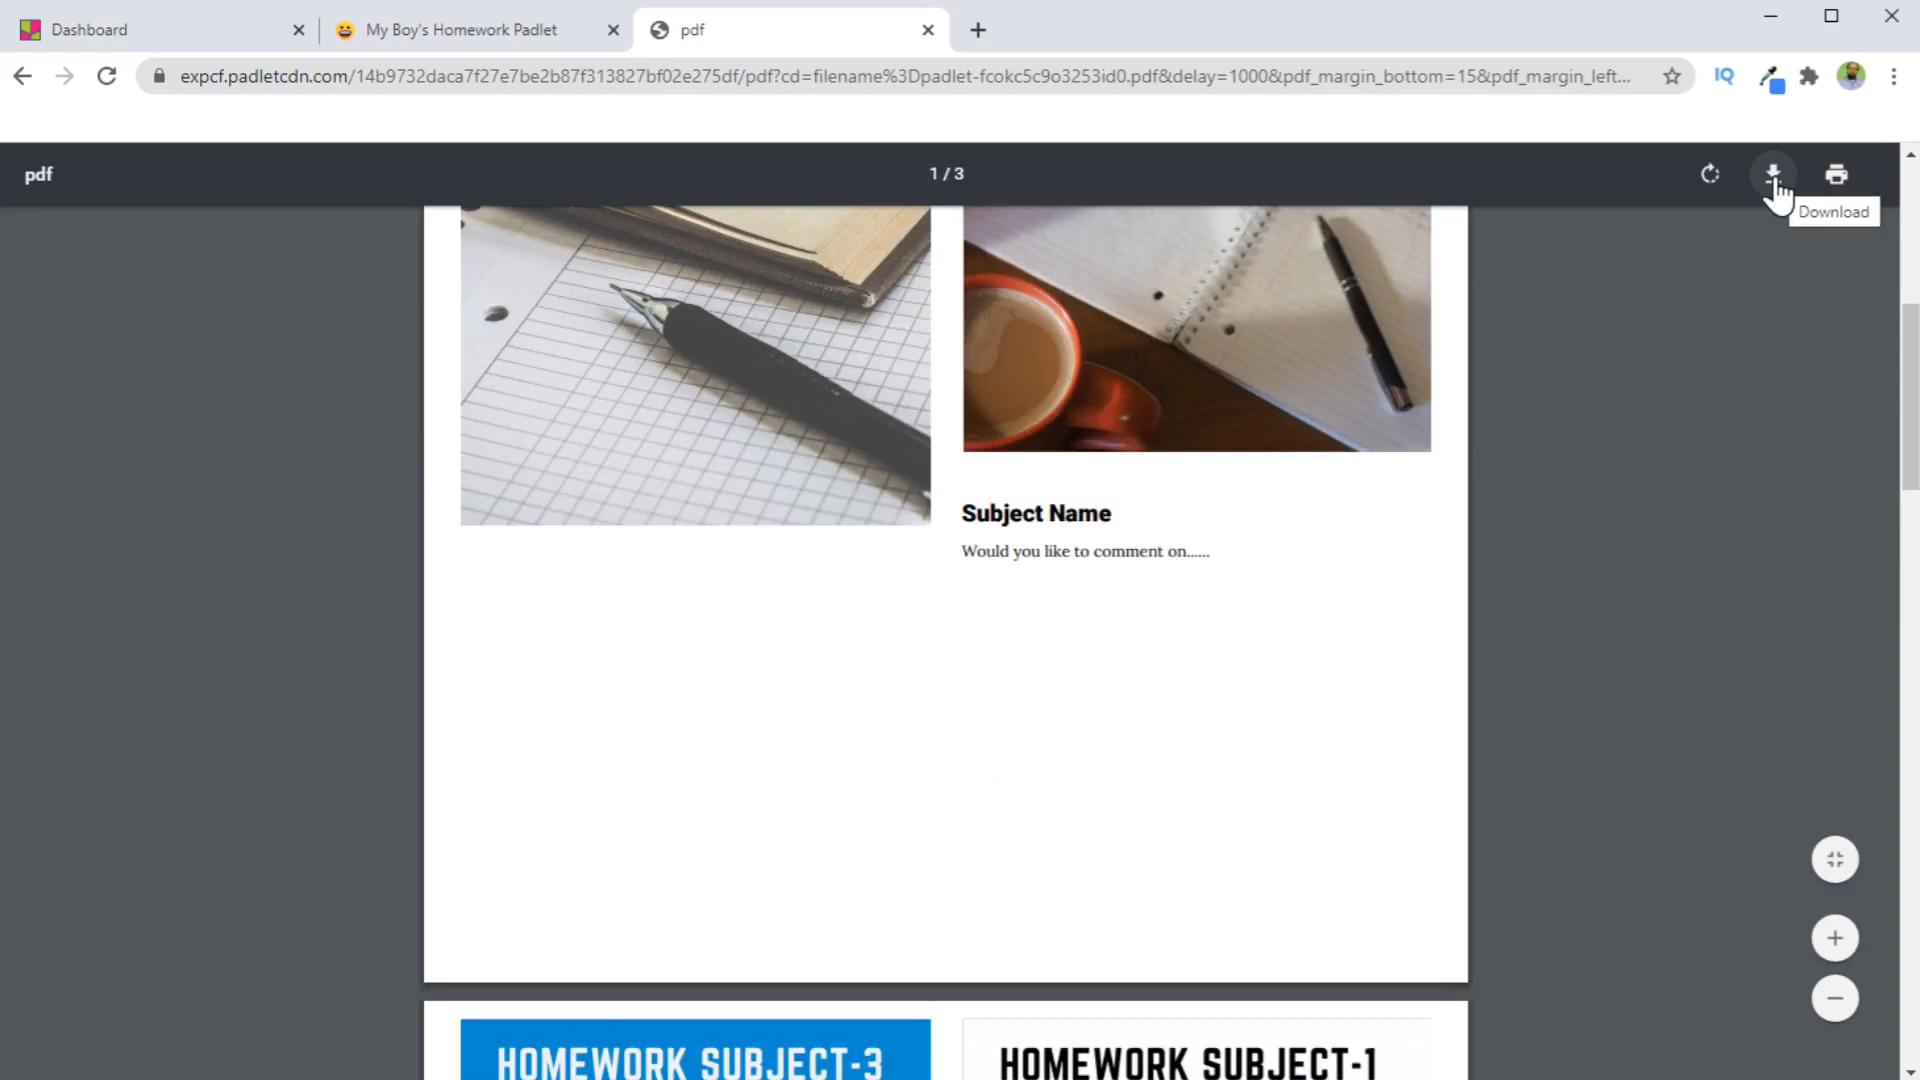 Dashboard
My Boy's Homework Padlet
pdf
expcf.padletcdn.com/14b9732daca7f27e7be2b87f313827bf02e275df/pdf?cd=filename%3Dpadlet-fcokc5c9o3253id0.pdf&delay=1000&pdf_margin_bottom=15&pdf_margin_left...
IQ
pdf
1 / 3
Download
Subject Name
Would you like to comment on......
HOMEWORK SUBJECT-3
HOMEWORK SUBJECT-1